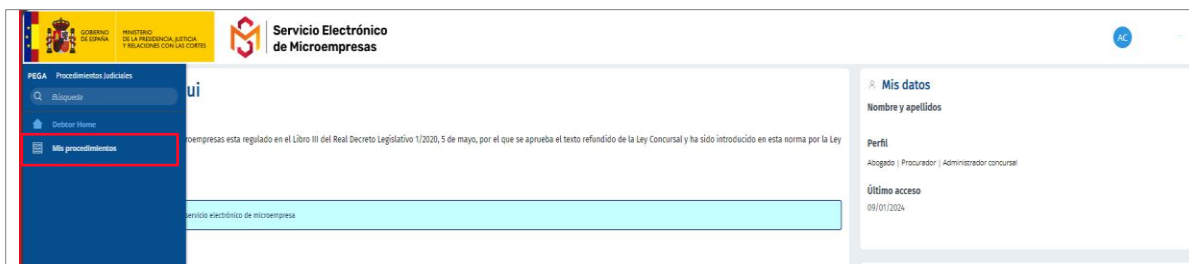 GOBIERNO
DE ESPAÑA
MINISTERIO
DE LA PRESIDENCIA, JUSTICIA
Y RELACIONES CON LAS CORTES
Servicio Electrónico
de Microempresas
AC
PEGA Procedimientos Judiciales
Búsqueda
Debtor Home
Mis procedimientos
ui
roempresas esta regulado en el Libro III del Real Decreto Legislativo 1/2020, 5 de mayo, por el que se aprueba el texto refundido de la Ley Concursal y ha sido introducido en esta norma por la Ley
servicio electrónico de microempresa
Mis datos
Nombre y apellidos
Perfil
Abogado | Procurador | Administrador concursal
Último acceso
09/01/2024